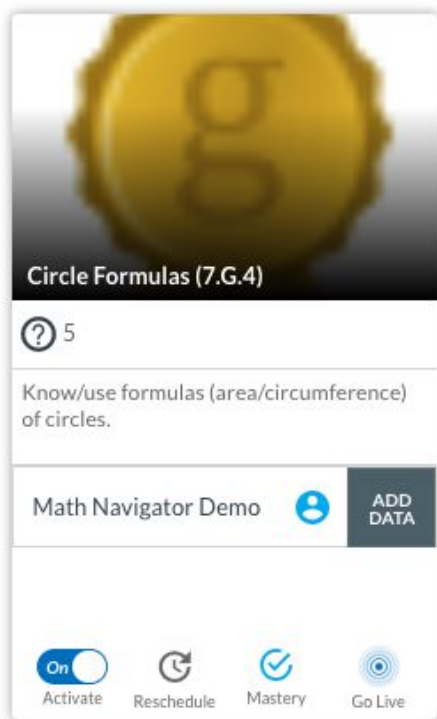 g
Circle Formulas (7.G.4)
? 5
Know/use formulas (area/circumference)
of circles.
Math Navigator Demo
ADD
DATA
On
Activate
Reschedule
Mastery
Go Live